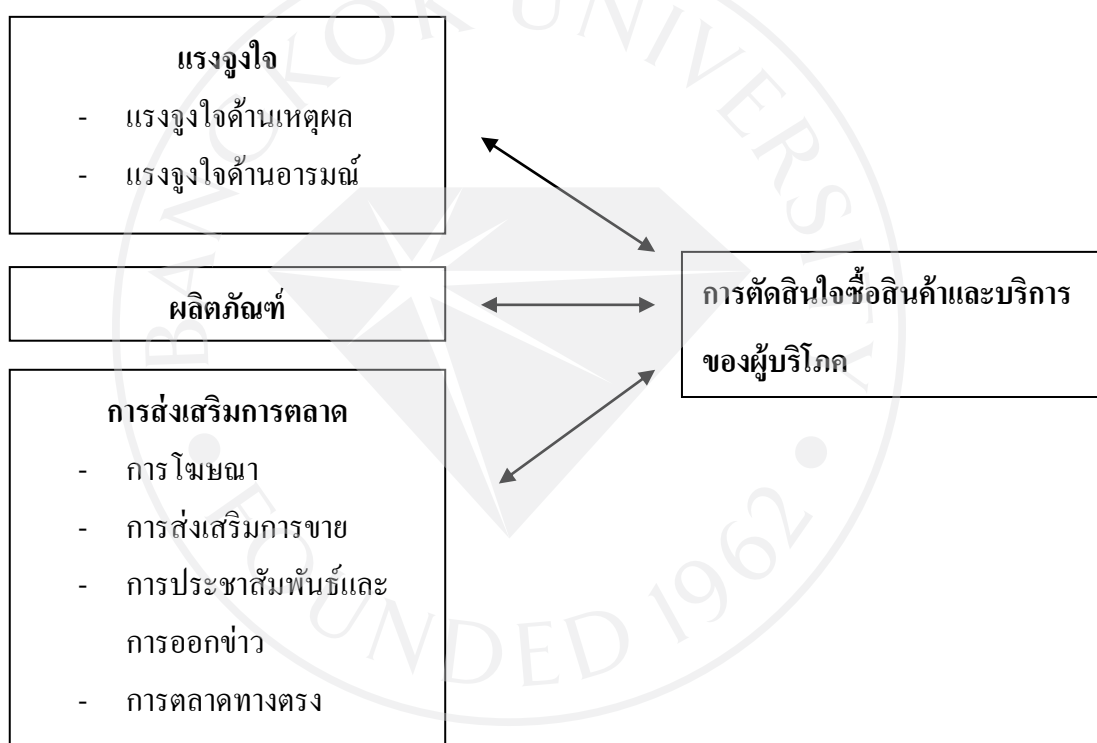 แรงจูงใจ
- แรงจูงใจด้านเหตุผล
- แรงจูงใจด้านอารมณ์
ผลิตภัณฑ์
การส่งเสริมการตลาด
- การโฆษณา
- การส่งเสริมการขาย
- การประชาสัมพันธ์และ
การออกข่าว
- การตลาดทางตรง
การตัดสินใจซื้อสินค้าและบริการ
ของผู้บริโภค
BANGKOK UNIVERSITY
FOUNDED 1962